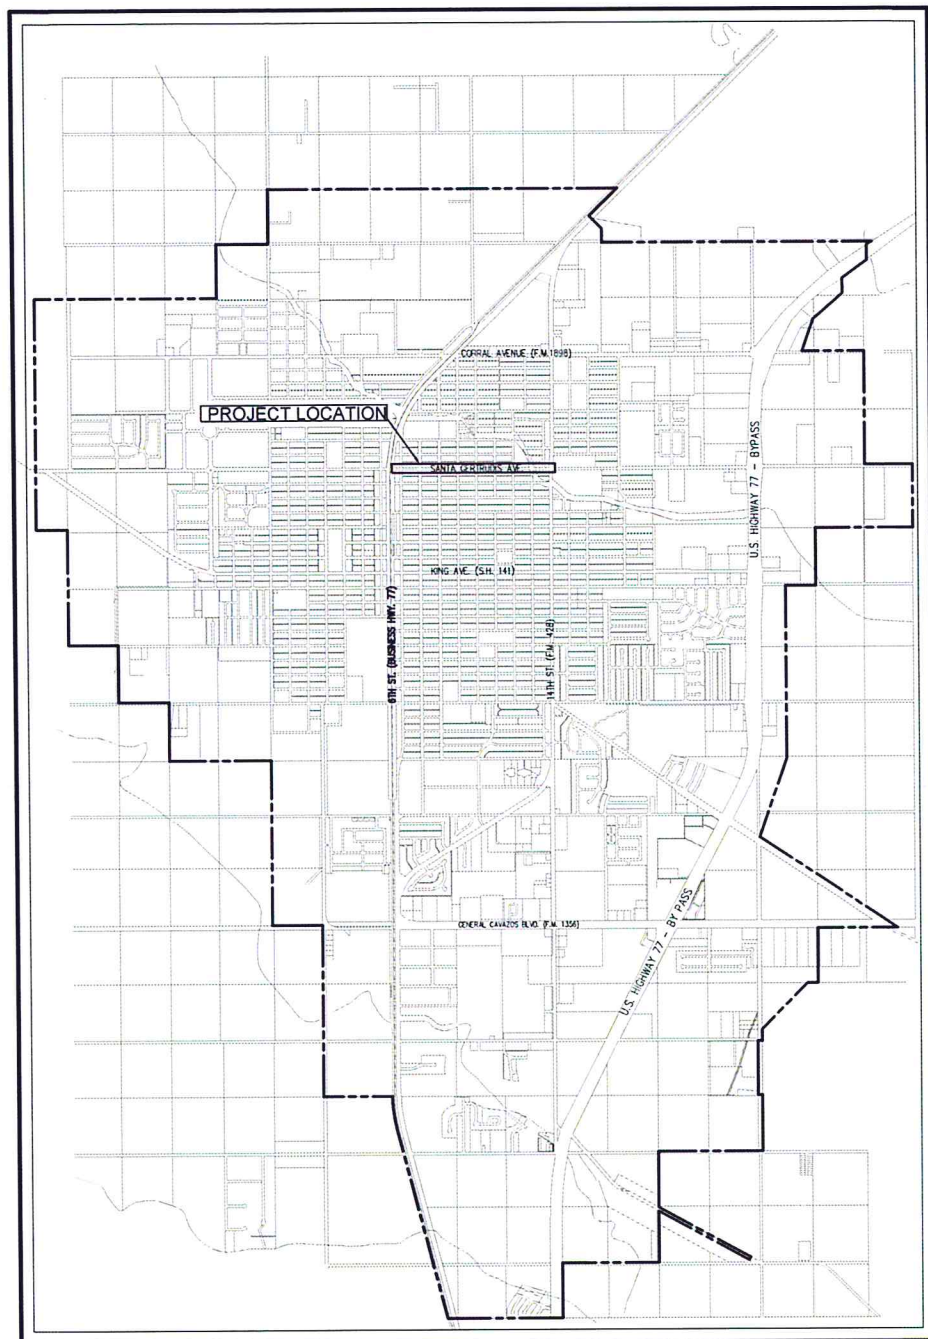 CORRAL AVENUE (F.M.1898)
PROJECT LOCATION
SANTA GERTRUDIS AVE.
U.S. HIGHWAY 77 - BYPASS
KING AVE. (S.H. 141)
6TH ST. (BUSINESS HWY. 77)
14TH ST. (F.M. 428)
GENERAL CAVAZOS BLVD. (F.M. 1356)
U.S. HIGHWAY 77 - BY PASS